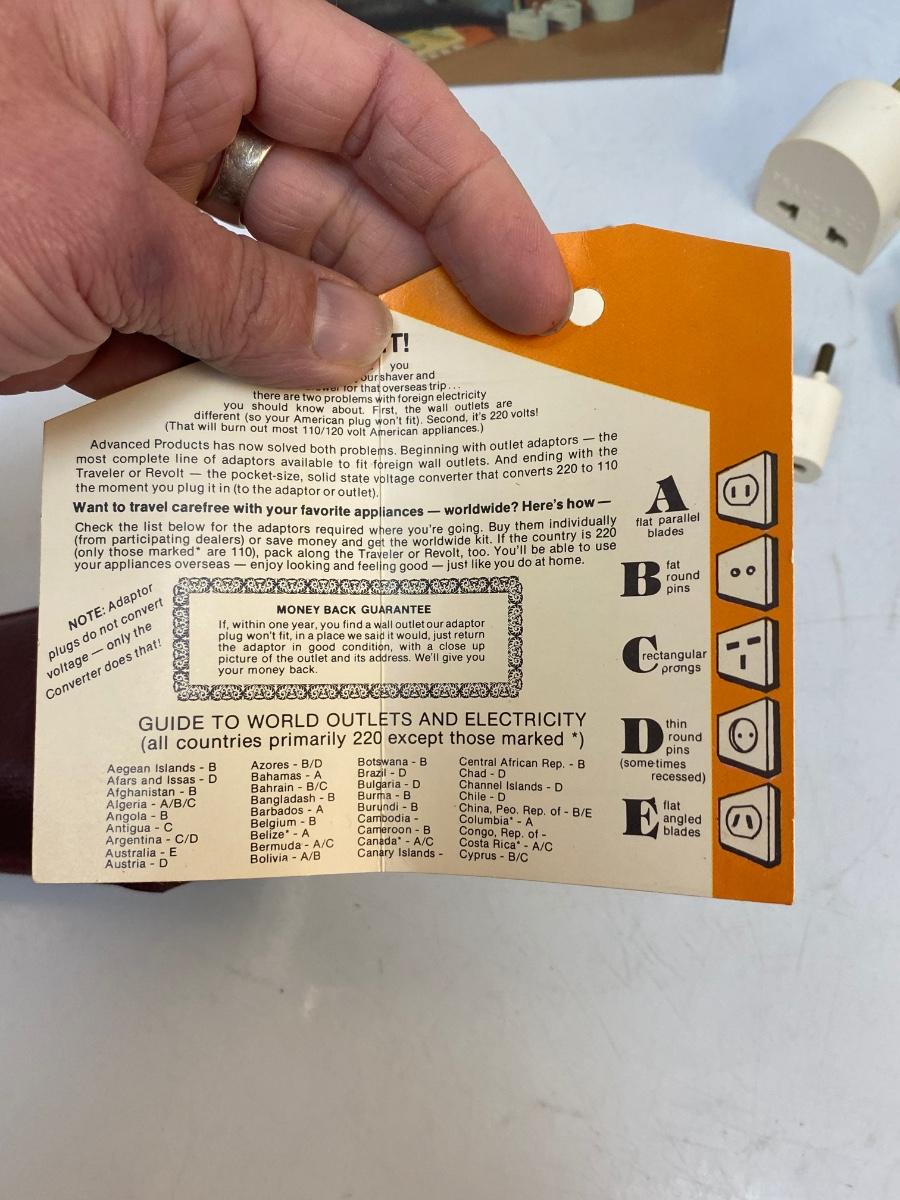 T!
you
our shaver and
for that overseas trip...
there are two problems with foreign electricity
you should know about. First, the wall outlets are
different (so your American plug won't fit). Second, it's 220 volts!
(That will burn out most 110/120 volt American appliances.)
Advanced Products has now solved both problems. Beginning with outlet adaptors — the
most complete line of adaptors available to fit foreign wall outlets. And ending with the
Traveler or Revolt — the pocket-size, solid state voltage converter that converts 220 to 110
the moment you plug it in (to the adaptor or outlet).
Want to travel carefree with your favorite appliances — worldwide? Here's how —
Check the list below for the adaptors required where you're going. Buy them individually
(from participating dealers) or save money and get the worldwide kit. If the country is 220
(only those marked* are 110), pack along the Traveler or Revolt, too. You'll be able to use
your appliances overseas — enjoy looking and feeling good — just like you do at home.
NOTE: Adaptor
plugs do not convert
voltage — only the
Converter does that!
MONEY BACK GUARANTEE
If, within one year, you find a wall outlet our adaptor
plug won't fit, in a place we said it would, just return
the adaptor in good condition, with a close up
picture of the outlet and its address. We'll give you
your money back.
GUIDE TO WORLD OUTLETS AND ELECTRICITY
(all countries primarily 220 except those marked *)
Aegean Islands - B
Afars and Issas - D
Afghanistan - B
Algeria - A/B/C
Angola - B
Antigua - C
Argentina - C/D
Australia - E
Austria - D
Azores - B/D
Bahamas - A
Bahrain - B/C
Bangladash - B
Barbados - A
Belgium - B
Belize* - A
Bermuda - A/C
Bolivia - A/B
Botswana - B
Brazil - D
Bulgaria - D
Burma - B
Burundi - B
Cambodia -
Cameroon - B
Canada* - A/C
Canary Islands -
Central African Rep. - B
Chad - D
Channel Islands - D
Chile - D
China, Peo. Rep. of - B/E
Columbia* - A
Congo, Rep. of -
Costa Rica* - A/C
Cyprus - B/C
A
flat parallel
blades
B fat
round
pins
C rectangular
prongs
D thin
round
pins
(sometimes
recessed)
E flat
angled
blades